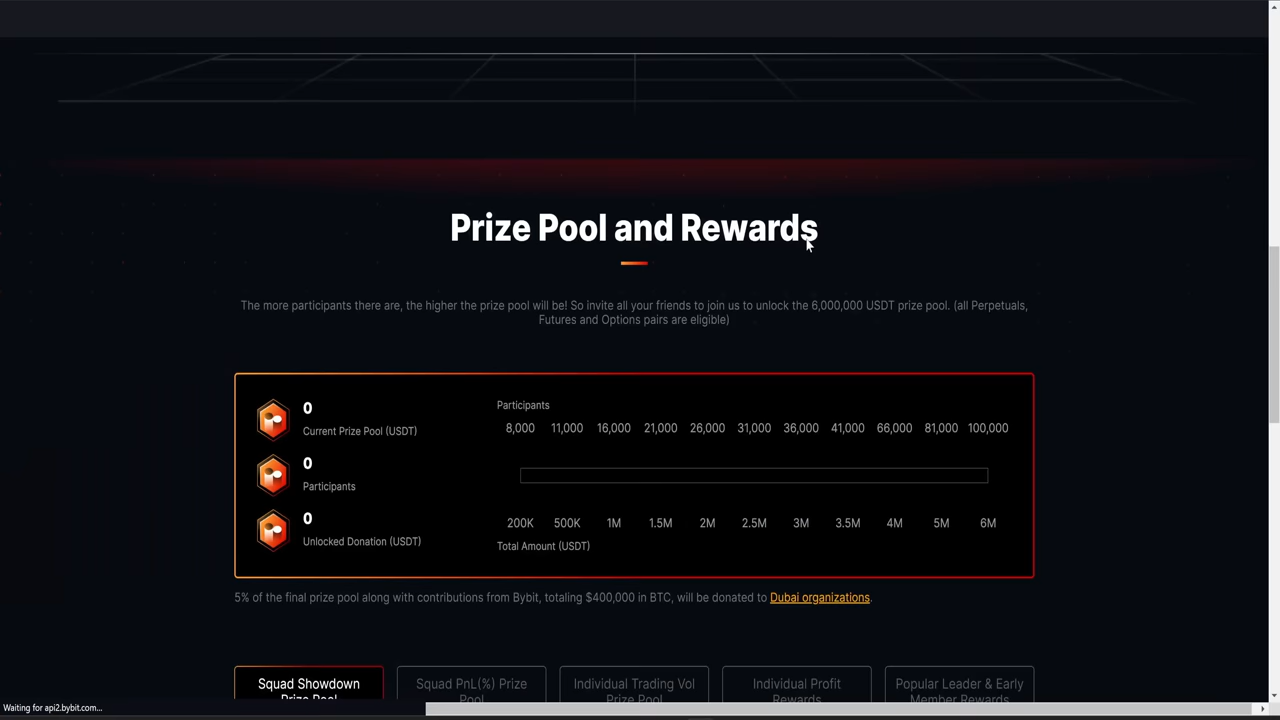 Prize Pool and Rewards
The more participants there are, the higher the prize pool will be! So invite all your friends to join us to unlock the 6,000,000 USDT prize pool. (all Perpetuals,
Futures and Options pairs are eligible)
0
Current Prize Pool (USDT)
0
Participants
0
Unlocked Donation (USDT)
Participants
8,000 11,000 16,000 21,000 26,000 31,000 36,000 41,000 66,000 81,000 100,000
200K 500K 1M 1.5M 2M 2.5M 3M 3.5M 4M 5M 6M
Total Amount (USDT)
5% of the final prize pool along with contributions from Bybit, totaling $400,000 in BTC, will be donated to Dubai organizations.
Squad Showdown
Prize Pool
Squad PnL(%) Prize
Pool
Individual Trading Vol
Prize Pool
Individual Profit
Rewards
Popular Leader & Early
Member Rewards
Waiting for api2.bybit.com...